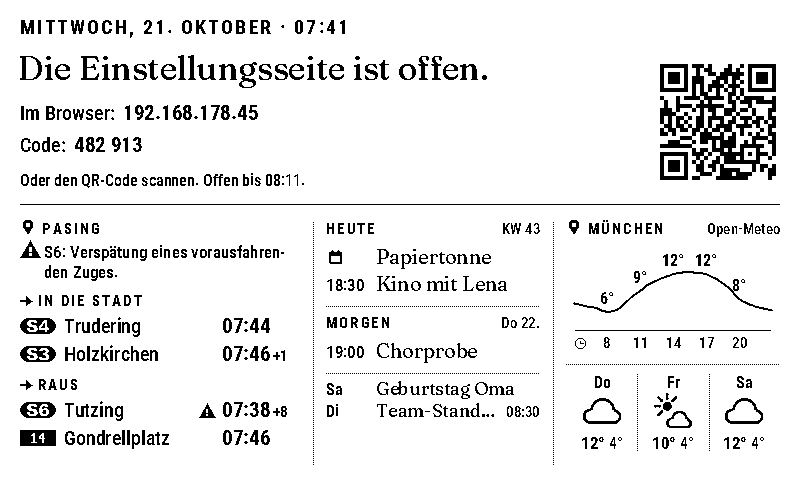 MITTWOCH, 21. OKTOBER · 07:41
Die Einstellungsseite ist offen.
Im Browser: 192.168.178.45
Code: 482 913
Oder den QR-Code scannen. Offen bis 08:11.
PASING
S6: Verspätung eines vorausfahren-
den Zuges.
→ IN DIE STADT
S4 Trudering 07:44
S3 Holzkirchen 07:46 +1
→ RAUS
S6 Tutzing 07:38 +8
14 Gondrellplatz 07:46
HEUTE KW 43
Papiertonne
18:30 Kino mit Lena
MORGEN Do 22.
19:00 Chorprobe
Sa Geburtstag Oma
Di Team-Stand... 08:30
MÜNCHEN Open-Meteo
6° 9° 12° 12° 8°
8 11 14 17 20
Do Fr Sa
12° 4° 10° 4° 12° 4°